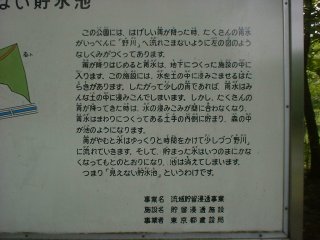 ない貯水池
この公園には、はげしい雨が降った時、たくさんの雨水
がいっぺんに"野川"へ流れこまないように左の図のよう
なしくみがつくってあります。
雨が降りはじめると雨水は、地下につくった施設の中に
入ります。この施設には、水を土の中に浸みこませるはた
らきがあります。したがって少しの雨であれば、雨水はみ
んな土の中に浸みこんでしまいます。しかし、たくさんの
雨が降ってきた時は、水の浸みこみが間に合わなくなり、
雨水はまわりにつくってある土手の内側に貯まり、森の中
が池のようになります。
雨がやむと水はゆっくりと時間をかけて少しづつ"野川"
に流れていきます。そして、貯まった水はいつのまにかな
くなってもとのとおりになり、池は消えてしまいます。
つまり「見えない貯水池」というわけです。
事業名 流域貯留浸透事業
施設名 貯留浸透施設
事業者 東京都建設局